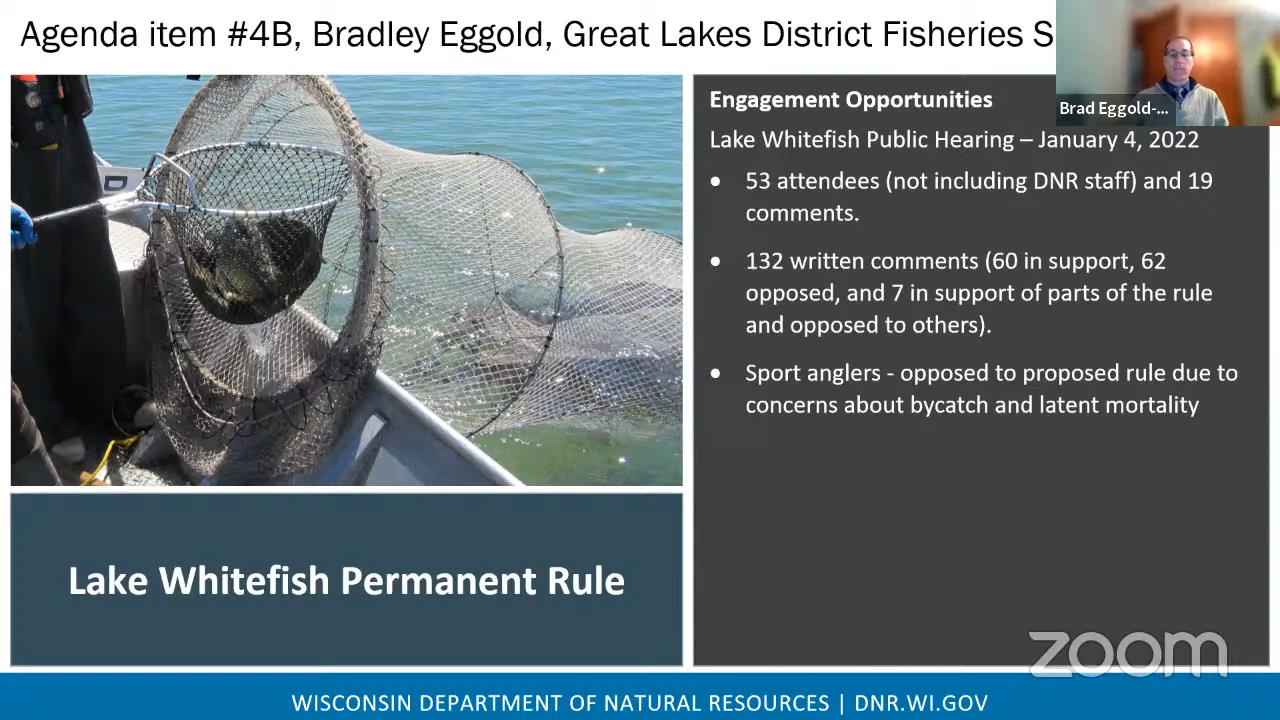 Agenda item #4B, Bradley Eggold, Great Lakes District Fisheries S
Brad Eggold-...
Engagement Opportunities
Lake Whitefish Public Hearing – January 4, 2022
• 53 attendees (not including DNR staff) and 19
comments.
• 132 written comments (60 in support, 62
opposed, and 7 in support of parts of the rule
and opposed to others).
• Sport anglers - opposed to proposed rule due to
concerns about bycatch and latent mortality
Lake Whitefish Permanent Rule
zoom
WISCONSIN DEPARTMENT OF NATURAL RESOURCES | DNR.WI.GOV